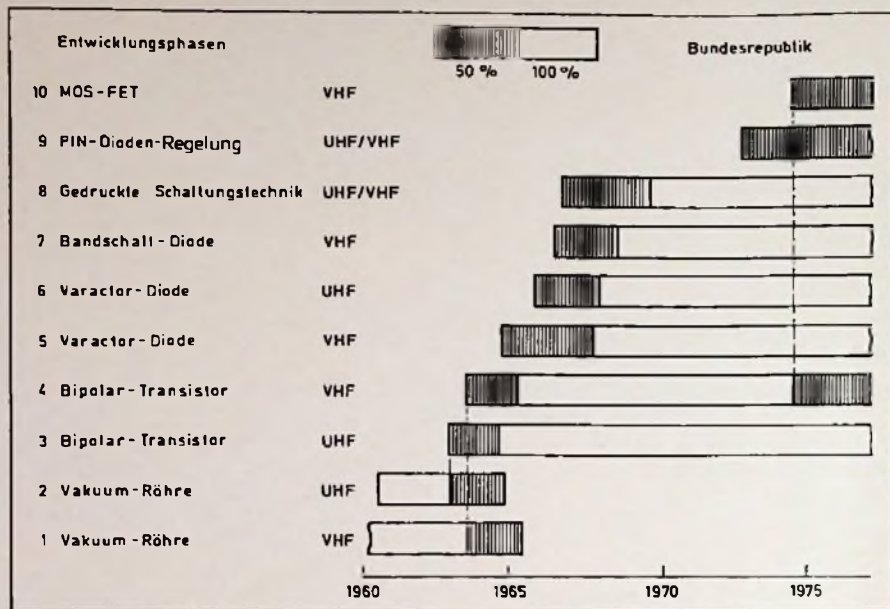 Entwicklungsphasen Bundesrepublik
50 % 100 %
10 MOS-FET VHF
9 PIN-Dioden-Regelung UHF/VHF
8 Gedruckte Schaltungstechnik UHF/VHF
7 Bandschalt-Diode VHF
6 Varactor-Diode UHF
5 Varactor-Diode VHF
4 Bipolar-Transistor VHF
3 Bipolar-Transistor UHF
2 Vakuum-Röhre UHF
1 Vakuum-Röhre VHF
1960 1965 1970 1975